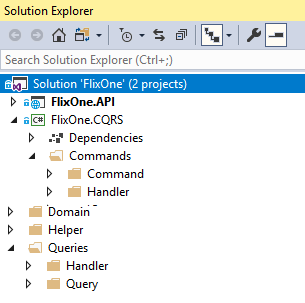 Solution Explorer
Search Solution Explorer (Ctrl+;)
Solution 'FlixOne' (2 projects)
FlixOne.API
C# FlixOne.CQRS
Dependencies
Commands
Command
Handler
Domain
Helper
Queries
Handler
Query